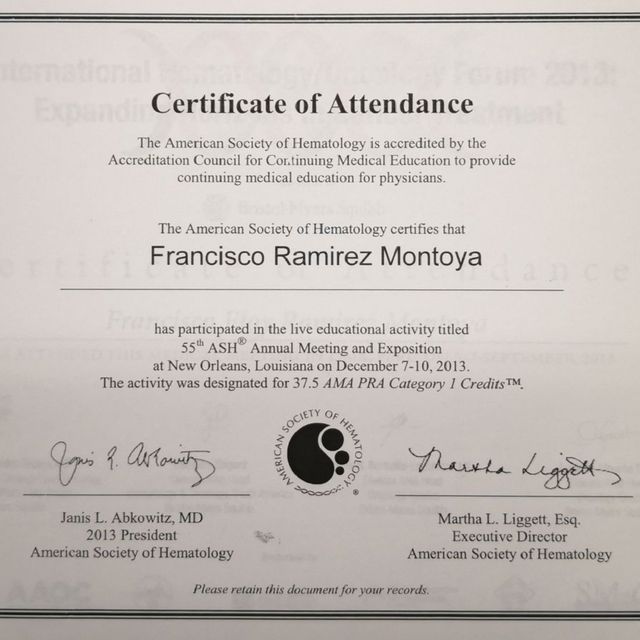 Certificate of Attendance
The American Society of Hematology is accredited by the
Accreditation Council for Continuing Medical Education to provide
continuing medical education for physicians.
The American Society of Hematology certifies that
Francisco Ramirez Montoya
has participated in the live educational activity titled
55th ASH® Annual Meeting and Exposition
at New Orleans, Louisiana on December 7-10, 2013.
The activity was designated for 37.5 AMA PRA Category 1 Credits™.
AMERICAN SOCIETY OF HEMATOLOGY ®
Janis L. Abkowitz, MD
2013 President
American Society of Hematology
Martha Liggett
Martha L. Liggett, Esq.
Executive Director
American Society of Hematology
Please retain this document for your records.